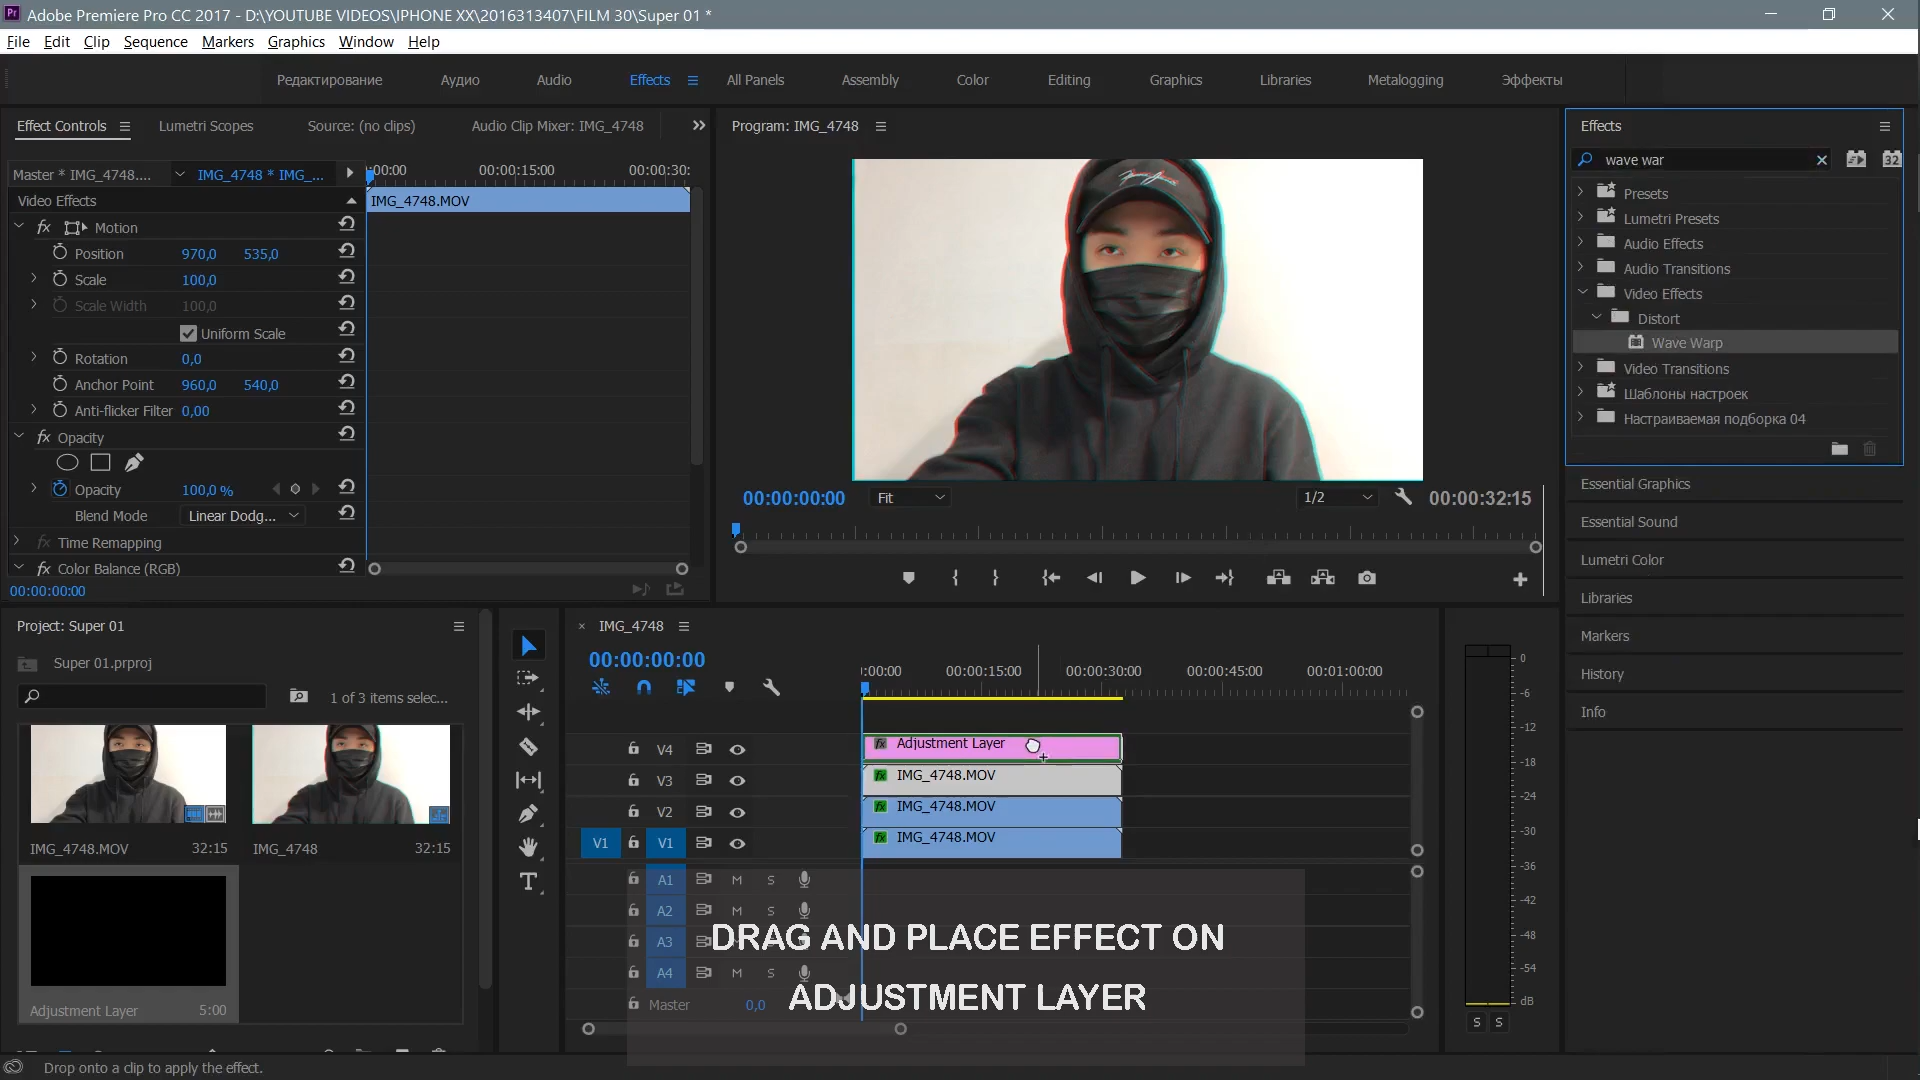 Adobe Premiere Pro CC 2017 - D:\YOUTUBE VIDEOS\IPHONE XX\2016313407\FILM 30\Super 01 *
File Edit Clip Sequence Markers Graphics Window Help
Редактирование Аудио Audio Effects All Panels Assembly Color Editing Graphics Libraries Metalogging Эффекты
Effect Controls Lumetri Scopes Source: (no clips) Audio Clip Mixer: IMG_4748
Master * IMG_4748.... IMG_4748 * IMG_... :00:00 00:00:15:00 00:00:30:
Video Effects IMG_4748.MOV
fx Motion
Position 970,0 535,0
Scale 100,0
Scale Width 100,0
Uniform Scale
Rotation 0,0
Anchor Point 960,0 540,0
Anti-flicker Filter 0,00
fx Opacity
Opacity 100,0 %
Blend Mode Linear Dodg...
fx Time Remapping
fx Color Balance (RGB)
00:00:00:00
Program: IMG_4748
00:00:00:00 Fit 1/2 00:00:32:15
Effects
wave war 32
Presets
Lumetri Presets
Audio Effects
Audio Transitions
Video Effects
Distort
Wave Warp
Video Transitions
Шаблоны настроек
Настраиваемая подборка 04
Essential Graphics
Essential Sound
Lumetri Color
Libraries
Markers
History
Info
Project: Super 01
Super 01.prproj
1 of 3 items selec...
IMG_4748.MOV 32:15 IMG_4748 32:15
Adjustment Layer 5:00
T
× IMG_4748
00:00:00:00
:00:00 00:00:15:00 00:00:30:00 00:00:45:00 00:01:00:00
V4 fx Adjustment Layer
V3 fx IMG_4748.MOV
V2 fx IMG_4748.MOV
V1 V1 fx IMG_4748.MOV
A1 M S
A2 M S
A3 M S
A4 M S
Master 0,0
DRAG AND PLACE EFFECT ON
ADJUSTMENT LAYER
0
-6
-12
-18
-24
-30
-36
-42
-48
-54
dB
S S
Drop onto a clip to apply the effect.